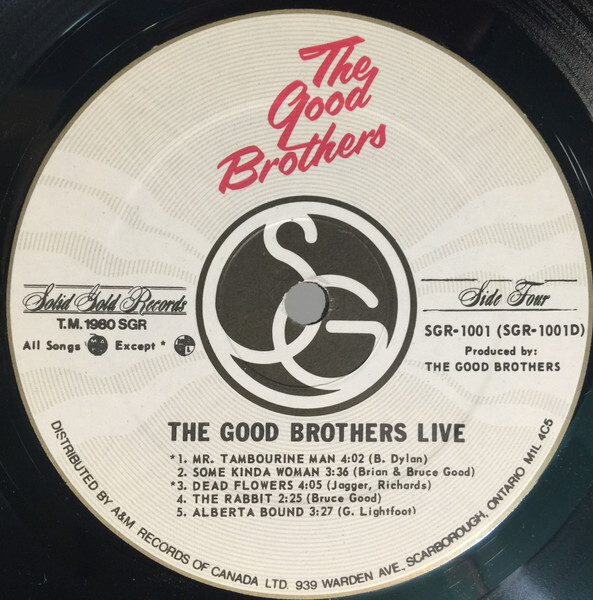 The
Good
Brothers
SG
Solid Gold Records
T.M. 1980 SGR
All Songs Except *
Side Four
SGR-1001 (SGR-1001D)
Produced by:
THE GOOD BROTHERS
THE GOOD BROTHERS LIVE
*1. MR. TAMBOURINE MAN 4:02 (B. Dylan)
2. SOME KINDA WOMAN 3:36 (Brian & Bruce Good)
*3. DEAD FLOWERS 4:05 (Jagger, Richards)
4. THE RABBIT 2:25 (Bruce Good)
5. ALBERTA BOUND 3:27 (G. Lightfoot)
DISTRIBUTED BY A&M RECORDS OF CANADA LTD. 939 WARDEN AVE., SCARBOROUGH, ONTARIO M1L 4C5